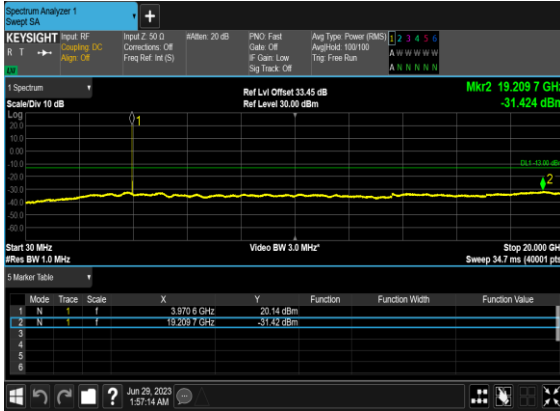 Spectrum Analyzer 1
Swept SA
+
KEYSIGHT Input: RF Input Z: 50 Ω #Atten: 20 dB PNO: Fast Avg Type: Power (RMS) 1 2 3 4 5 6
R T Coupling: DC Corrections: Off Gate: Off Avg|Hold: 100/100 A W W W W W
Align: Off Freq Ref: Int (S) IF Gain: Low Trig: Free Run
Sig Track: Off A N N N N N
1 Spectrum Ref Lvl Offset 33.45 dB Mkr2 19.209 7 GHz
Scale/Div 10 dB Ref Level 30.00 dBm -31.424 dBm
Log
20.0
10.0
0.00
-10.0
-20.0
-30.0
-40.0
-50.0
-60.0
1
DL1 -13.00 dBm
2
Start 30 MHz Video BW 3.0 MHz* Stop 20.000 GH
#Res BW 1.0 MHz Sweep 34.7 ms (40001 pts
5 Marker Table
Mode Trace Scale X Y Function Function Width Function Value
1 N 1 f 3.970 6 GHz 20.14 dBm
2 N 1 f 19.209 7 GHz -31.42 dBm
3
4
5
6
? Jun 29, 2023
1:57:14 AM